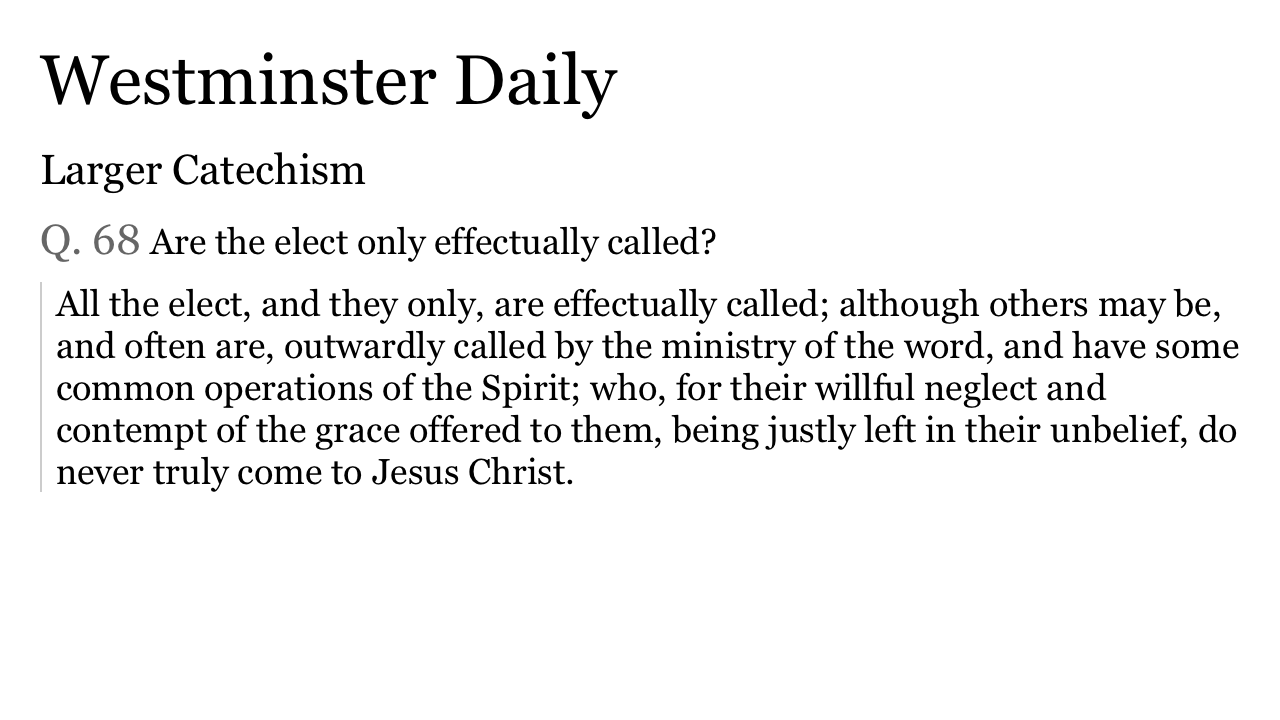 Westminster Daily
Larger Catechism
Q. 68 Are the elect only effectually called?
All the elect, and they only, are effectually called; although others may be,
and often are, outwardly called by the ministry of the word, and have some
common operations of the Spirit; who, for their willful neglect and
contempt of the grace offered to them, being justly left in their unbelief, do
never truly come to Jesus Christ.